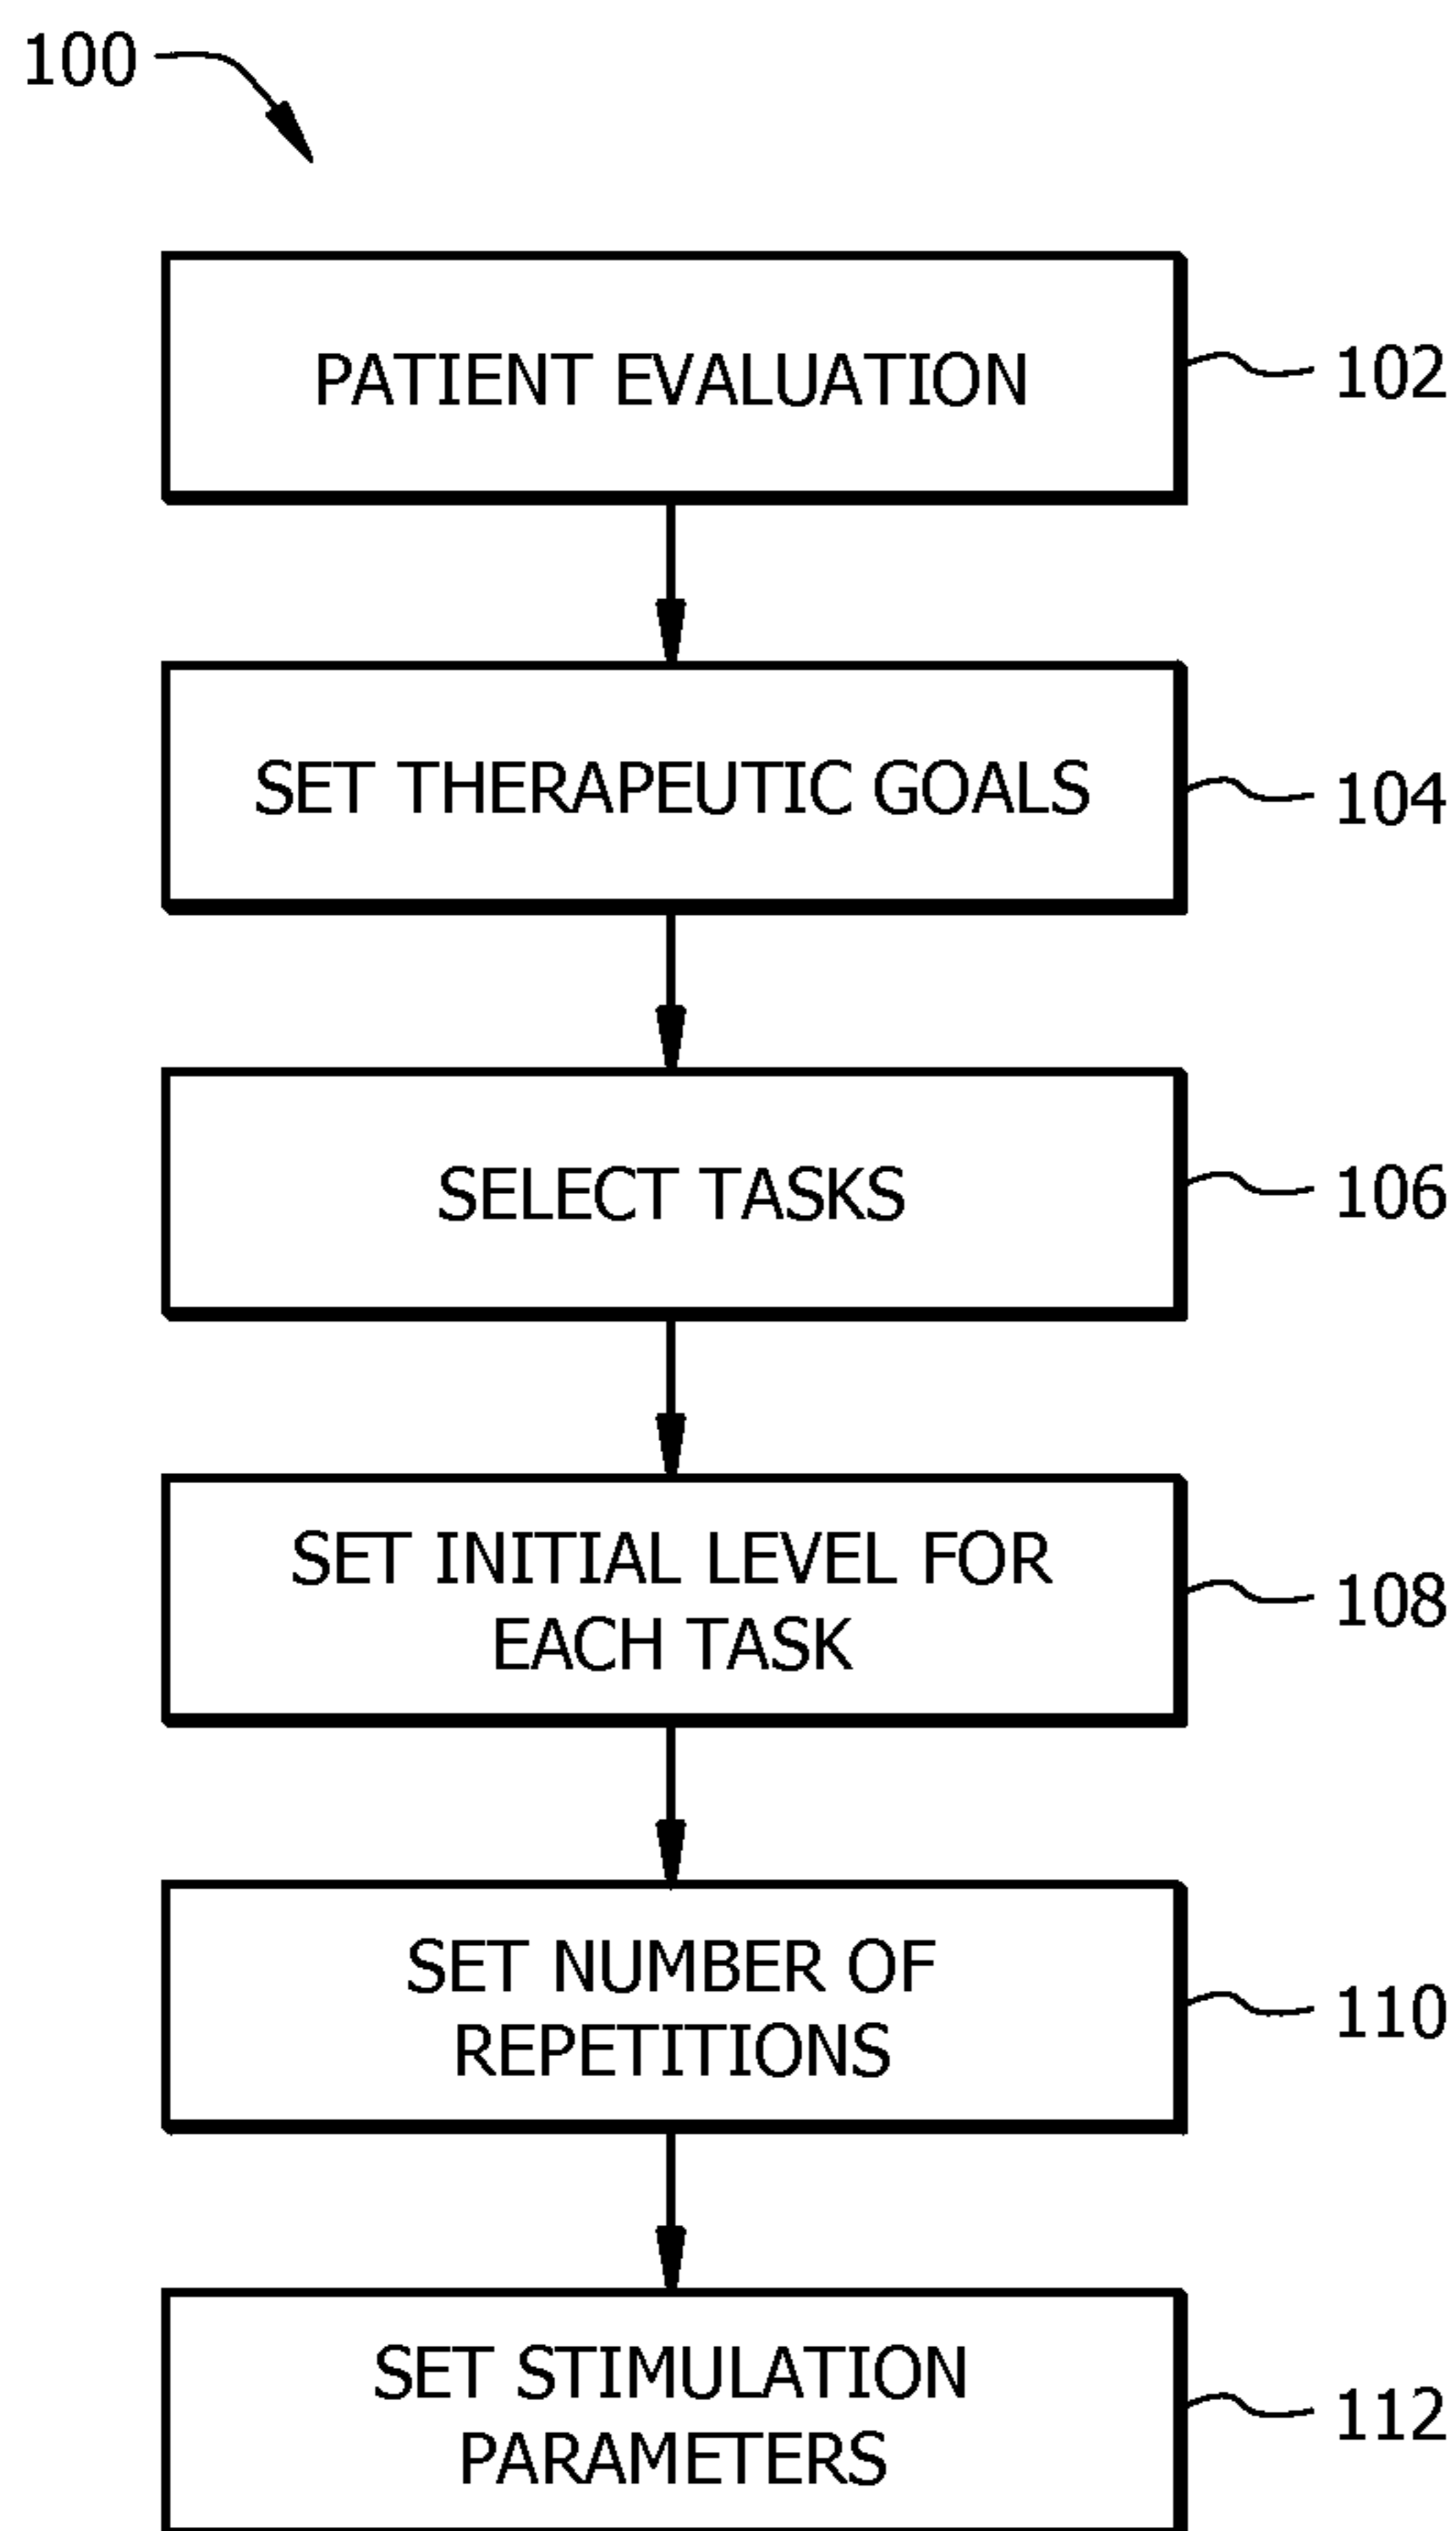 100
PATIENT EVALUATION
102
SET THERAPEUTIC GOALS
104
SELECT TASKS
106
SET INITIAL LEVEL FOR
EACH TASK
108
SET NUMBER OF
REPETITIONS
110
SET STIMULATION
PARAMETERS
112